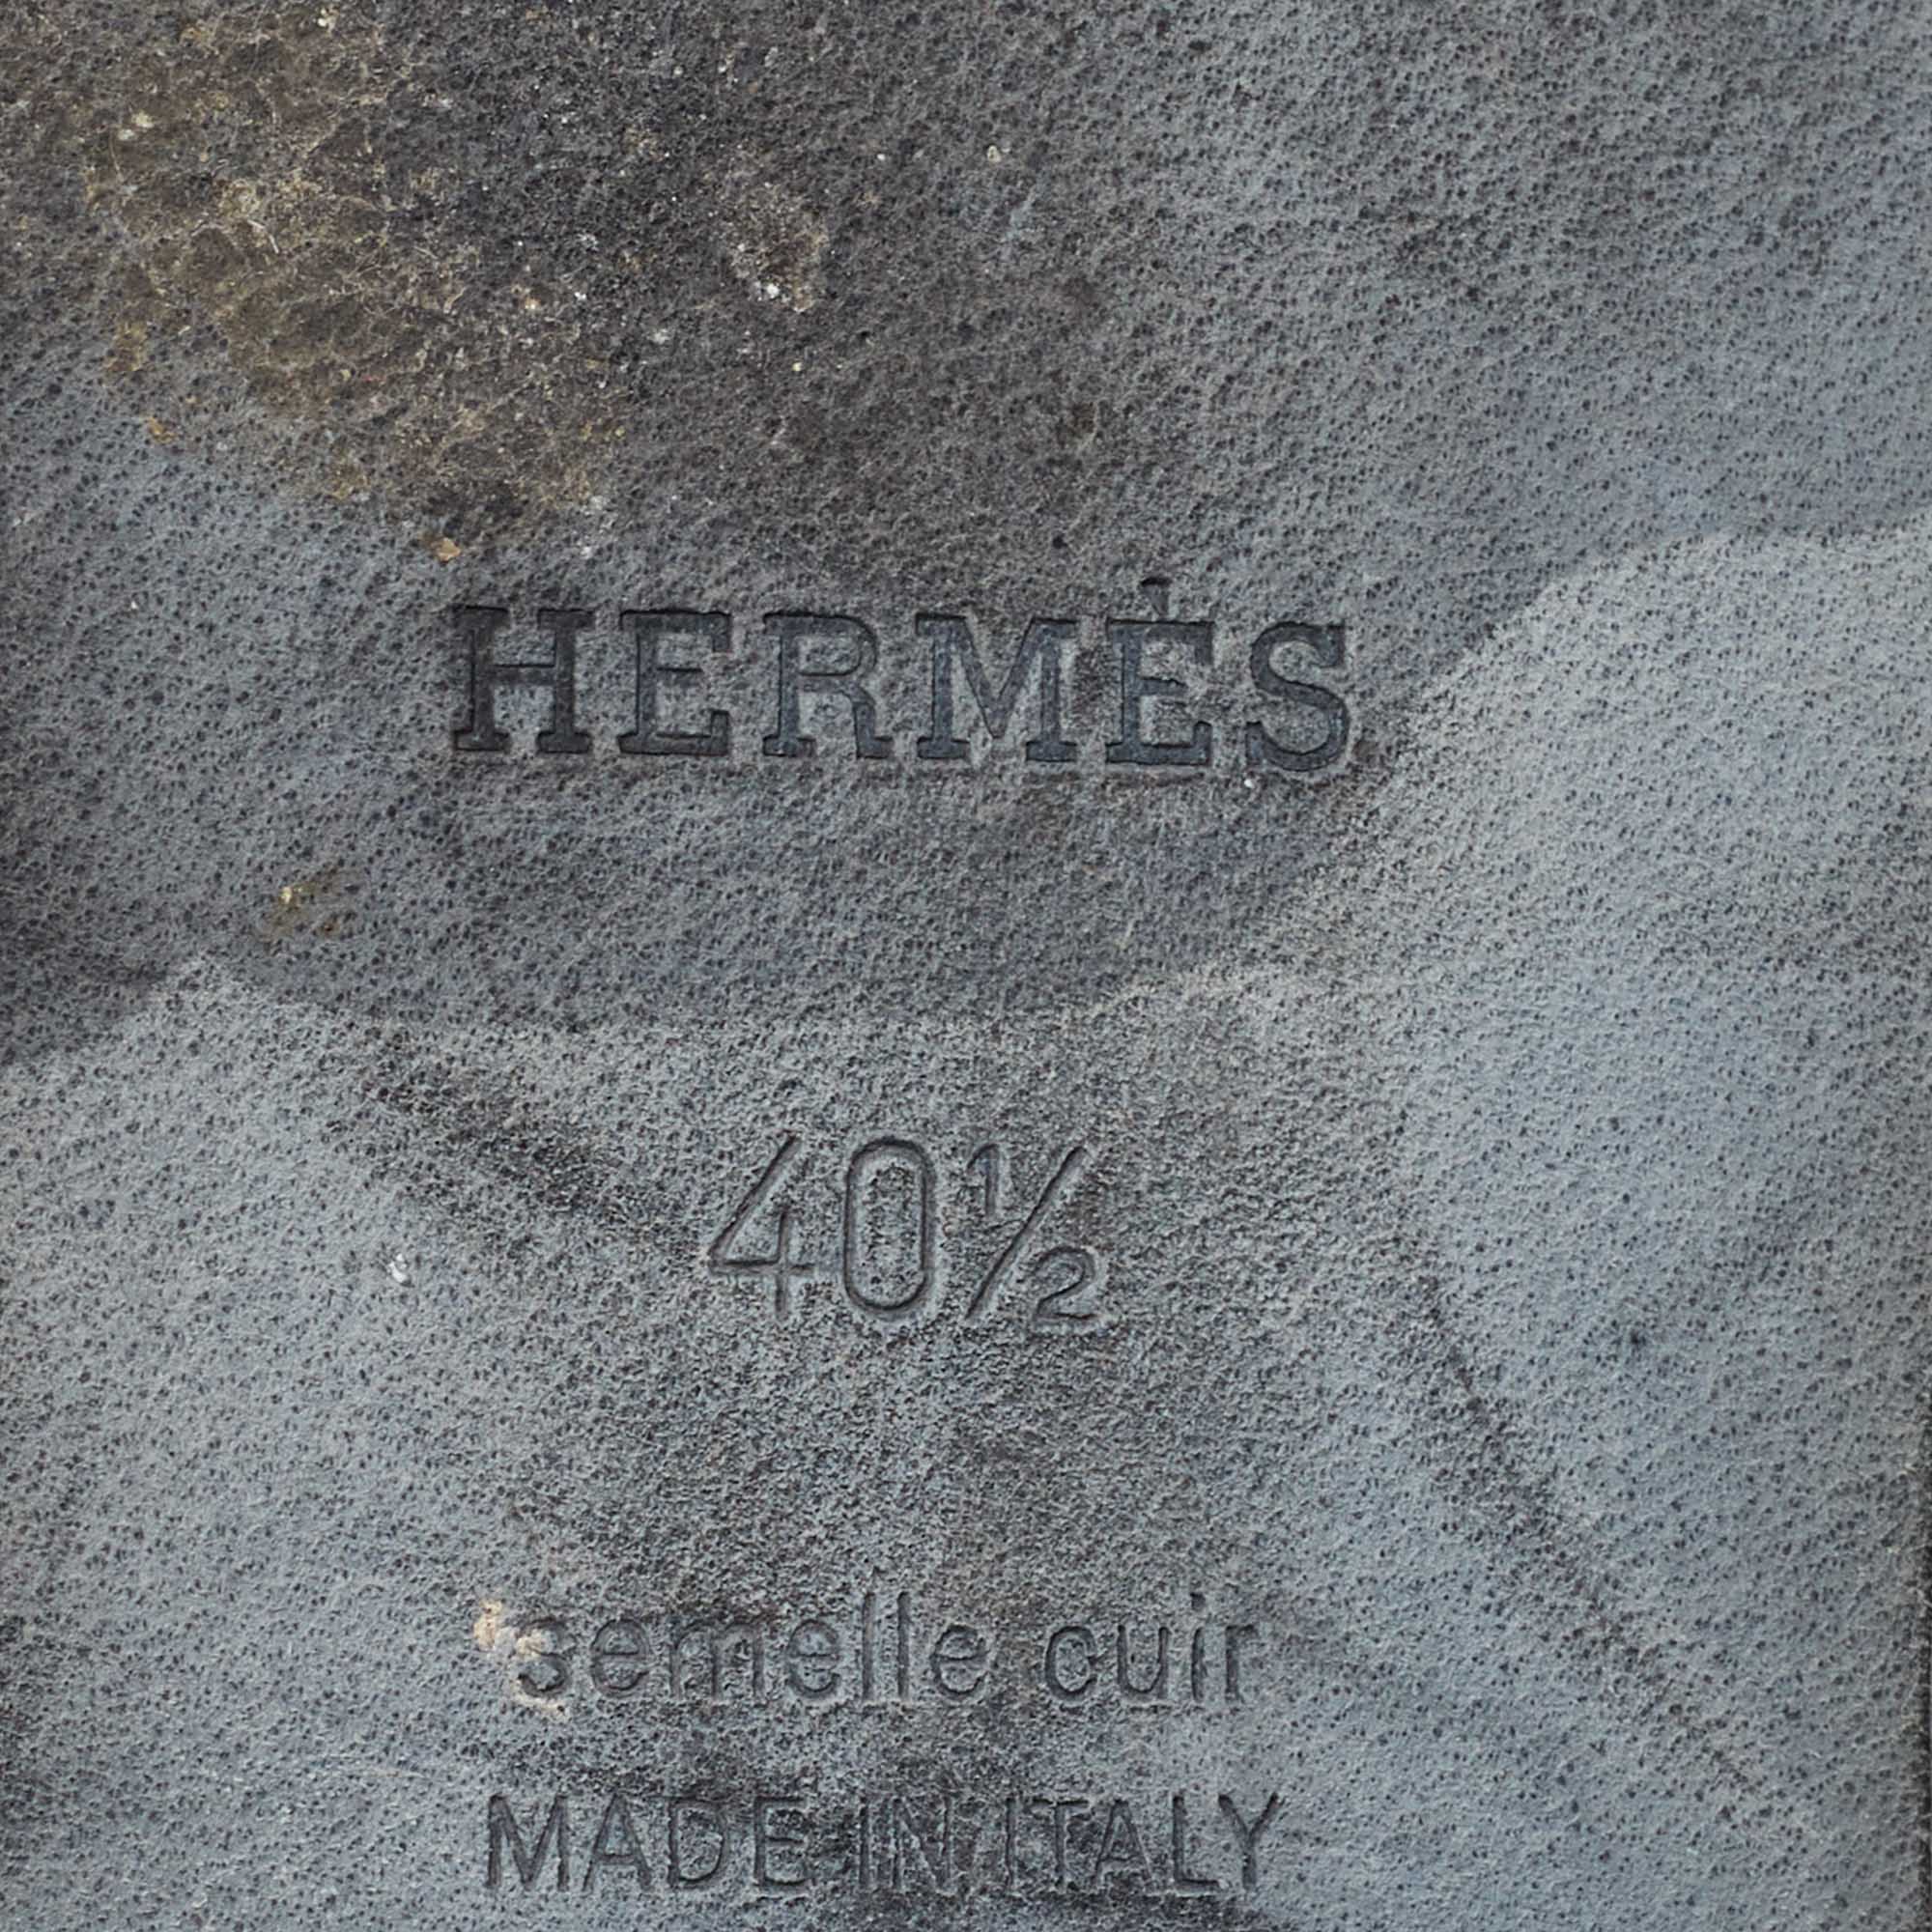 HERMÈS
40½
semelle cuir
MADE IN ITALY